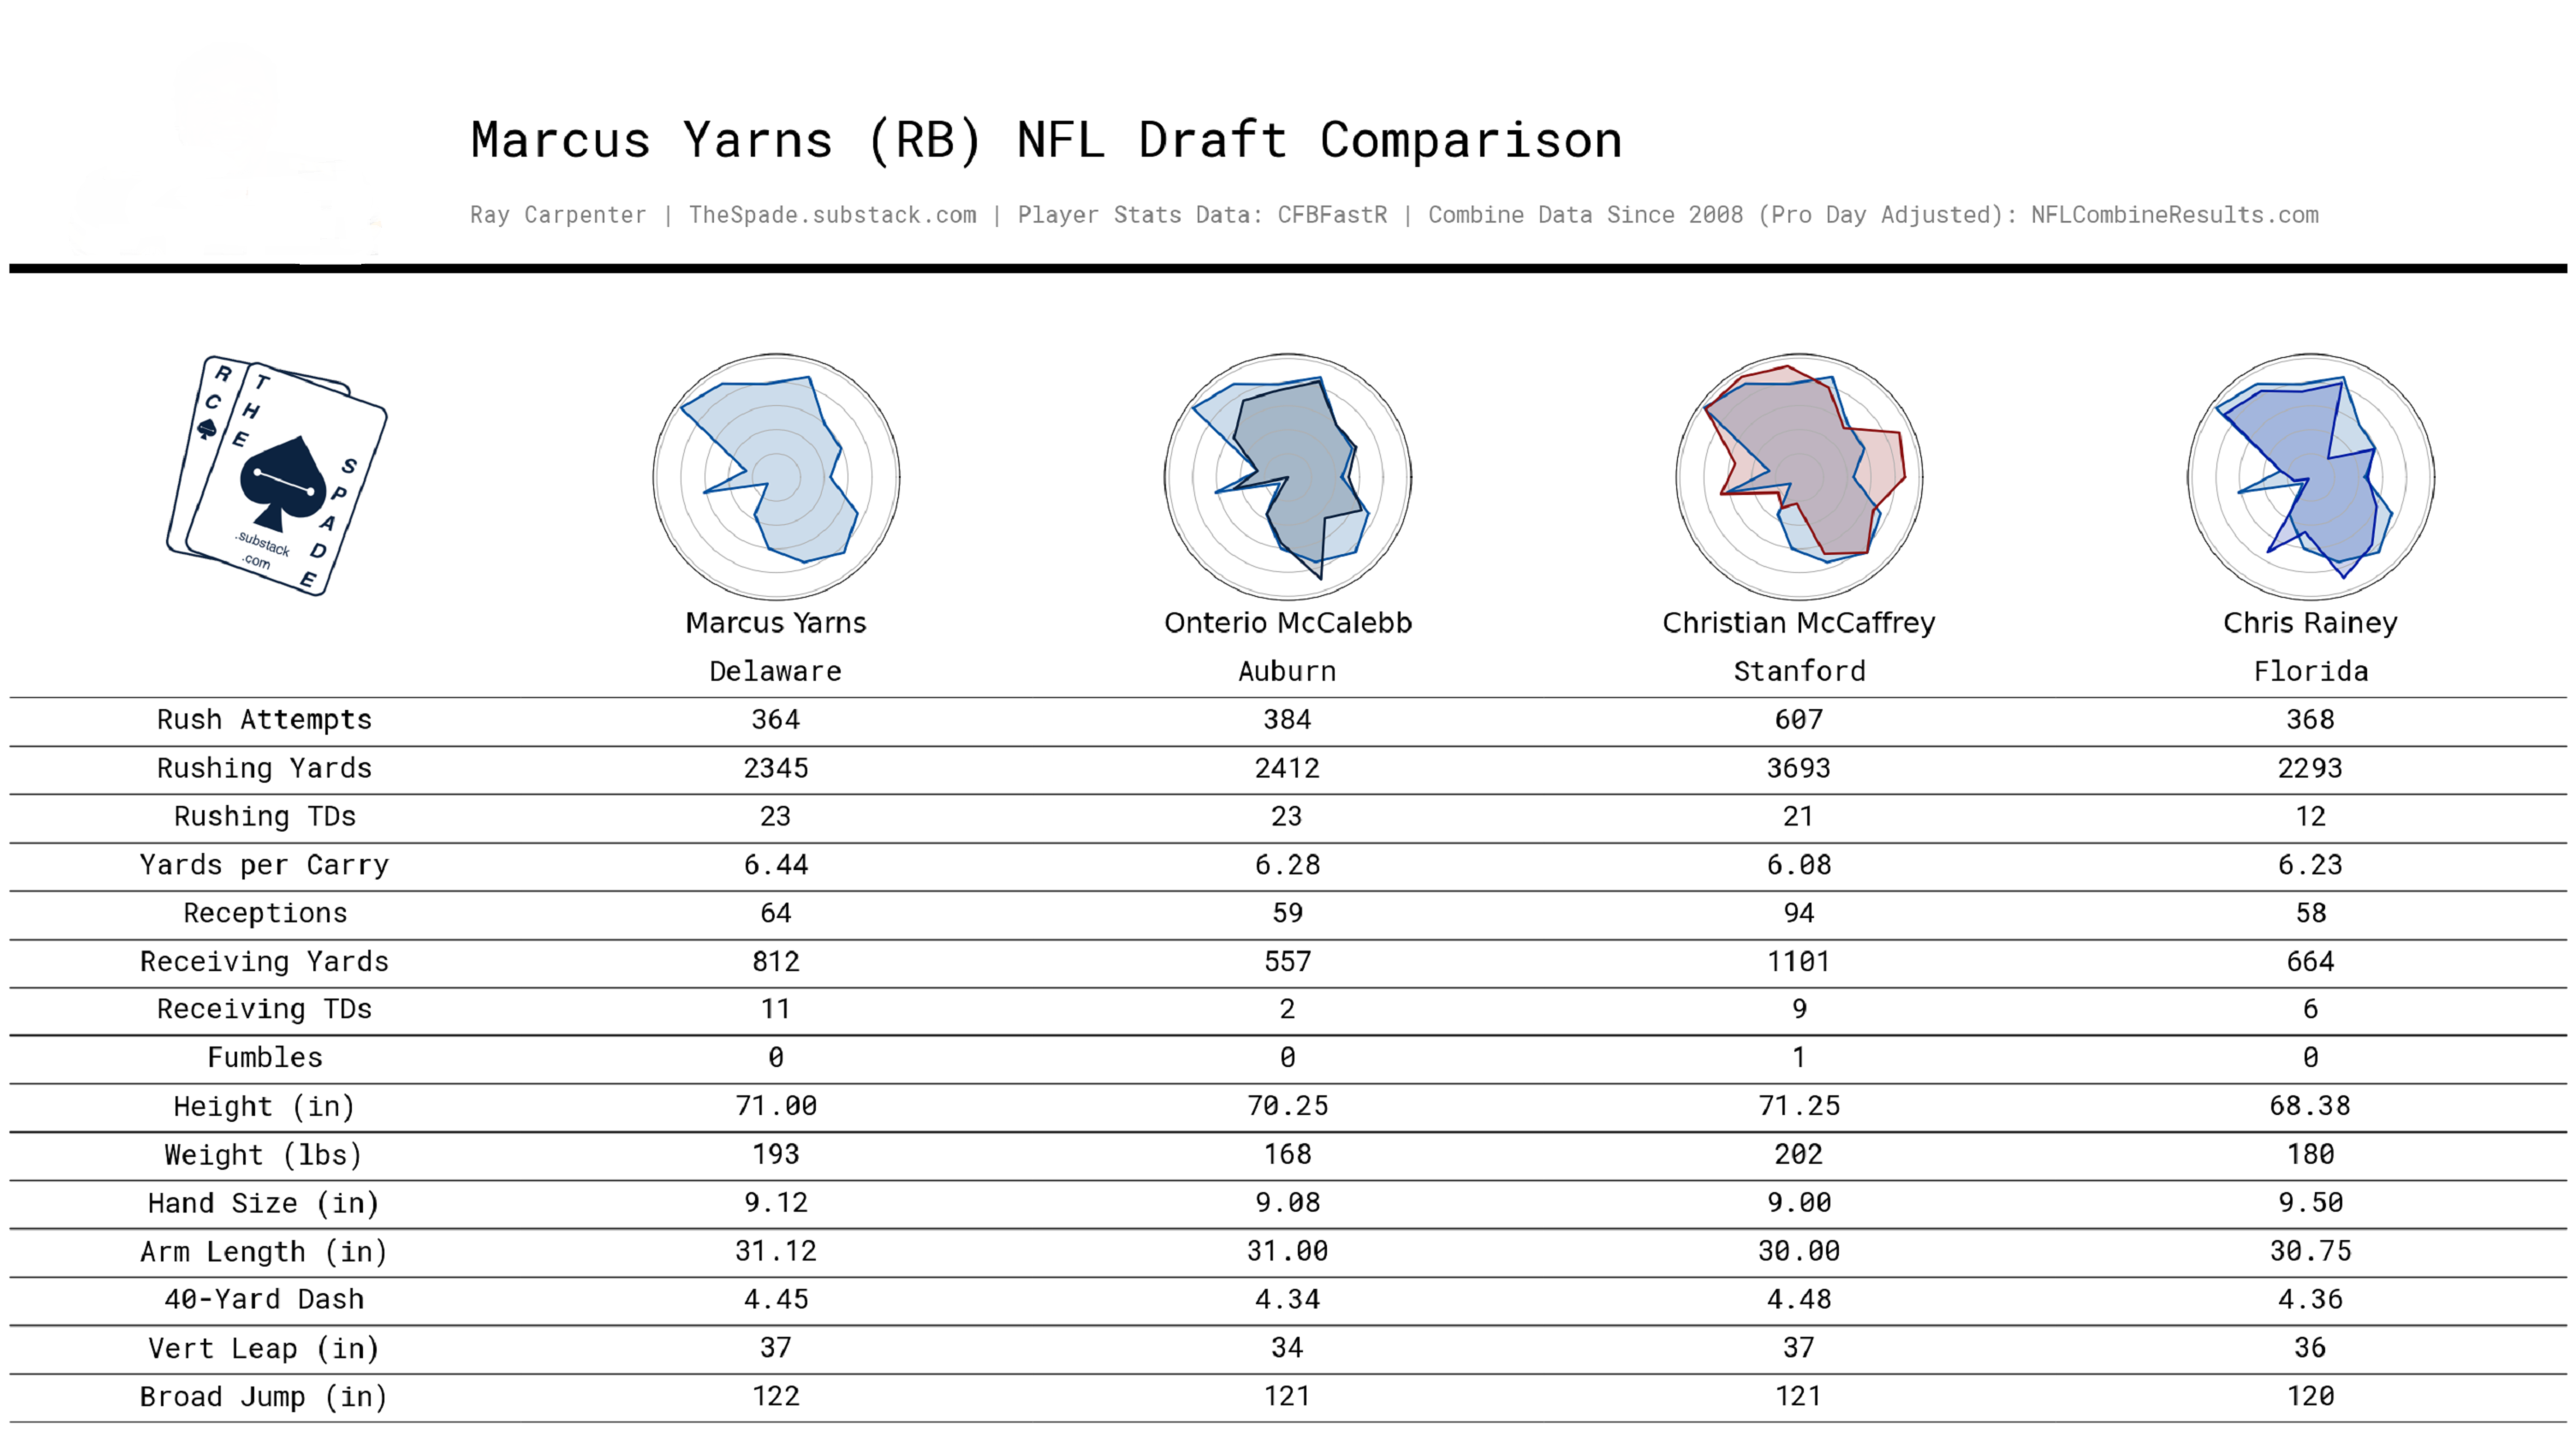 Marcus Yarns (RB) NFL Draft Comparison
Ray Carpenter | TheSpade.substack.com | Player Stats Data: CFBFastR | Combine Data Since 2008 (Pro Day Adjusted): NFLCombineResults.com
RC
THE
SPADE
.substack
.com
Marcus Yarns Onterio McCalebb Christian McCaffrey Chris Rainey
Delaware Auburn Stanford Florida
Rush Attempts 364 384 607 368
Rushing Yards 2345 2412 3693 2293
Rushing TDs 23 23 21 12
Yards per Carry 6.44 6.28 6.08 6.23
Receptions 64 59 94 58
Receiving Yards 812 557 1101 664
Receiving TDs 11 2 9 6
Fumbles 0 0 1 0
Height (in) 71.00 70.25 71.25 68.38
Weight (lbs) 193 168 202 180
Hand Size (in) 9.12 9.08 9.00 9.50
Arm Length (in) 31.12 31.00 30.00 30.75
40-Yard Dash 4.45 4.34 4.48 4.36
Vert Leap (in) 37 34 37 36
Broad Jump (in) 122 121 121 120